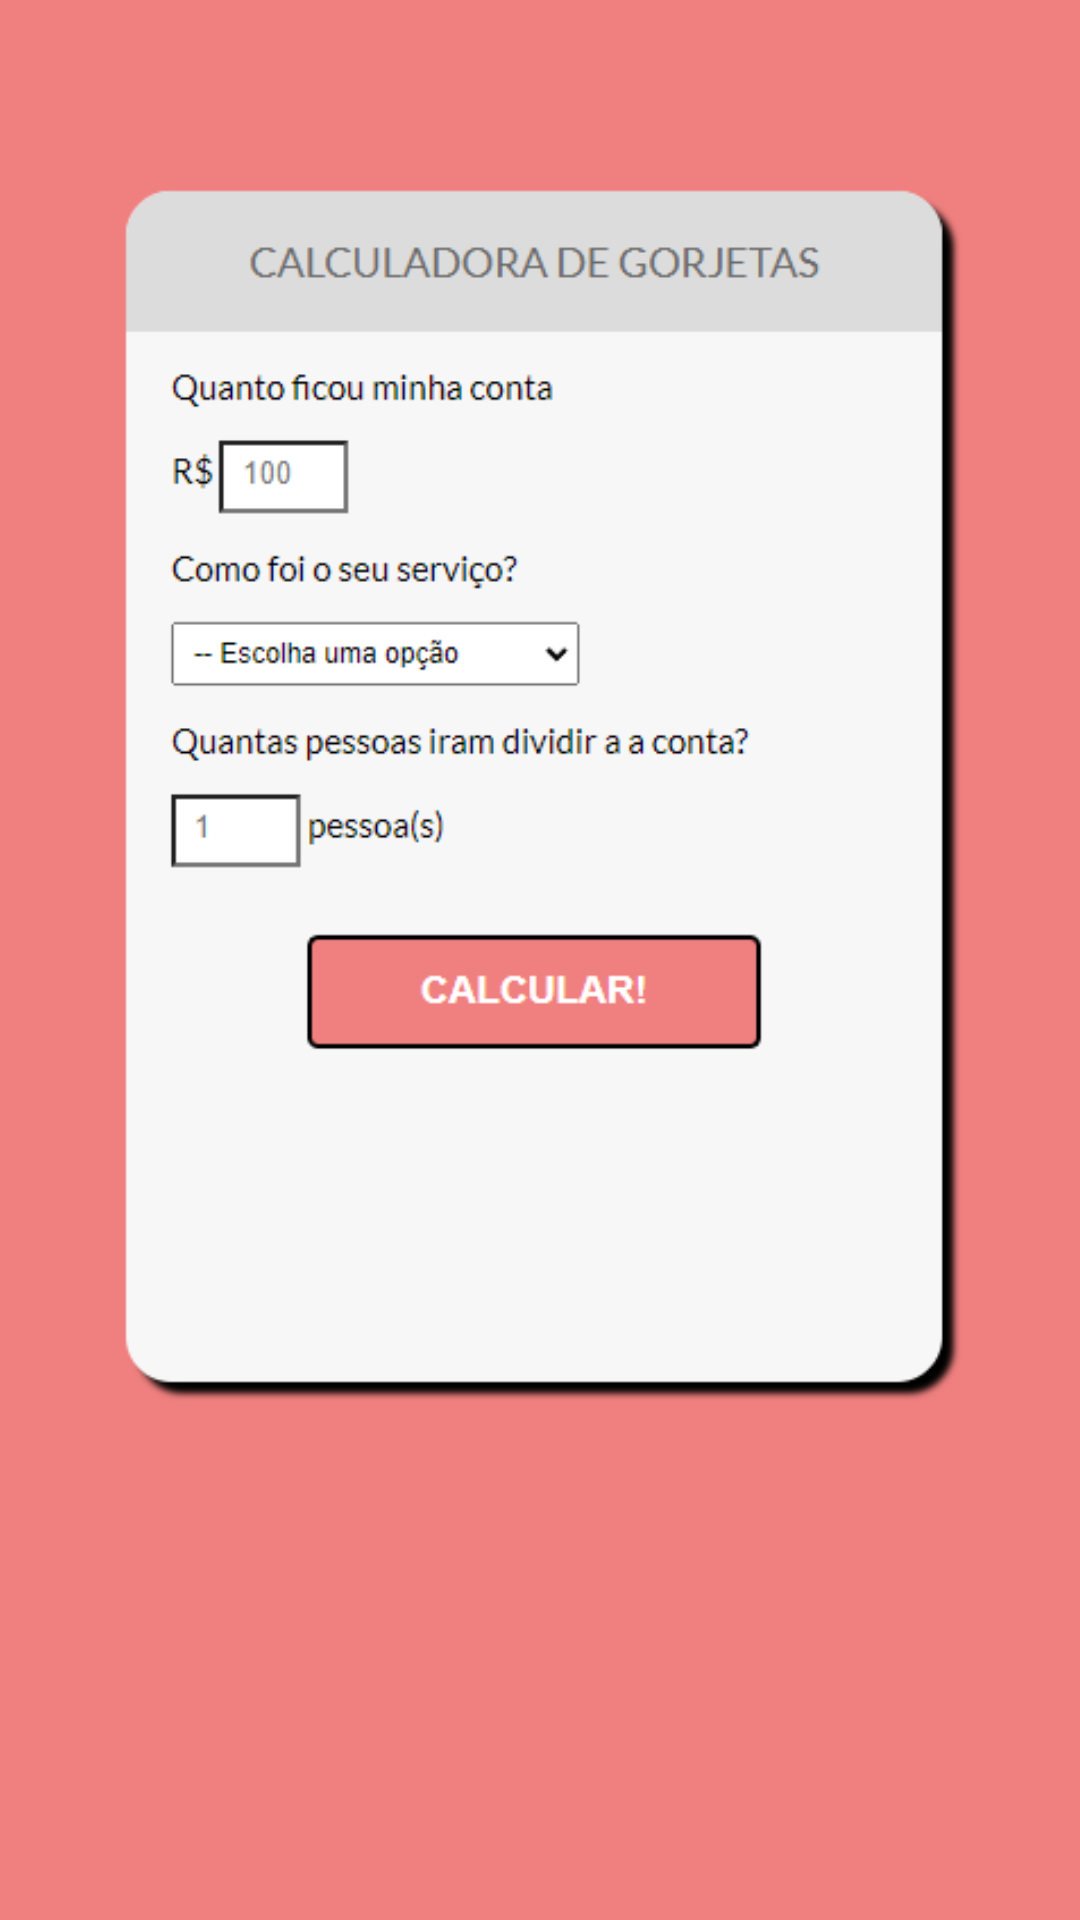 CALCULADORA DE GORJETAS
Quanto ficou minha conta
R$ 100
Como foi o seu serviço?
-- Escolha uma opção
Quantas pessoas iram dividir a a conta?
1 pessoa(s)
CALCULAR!